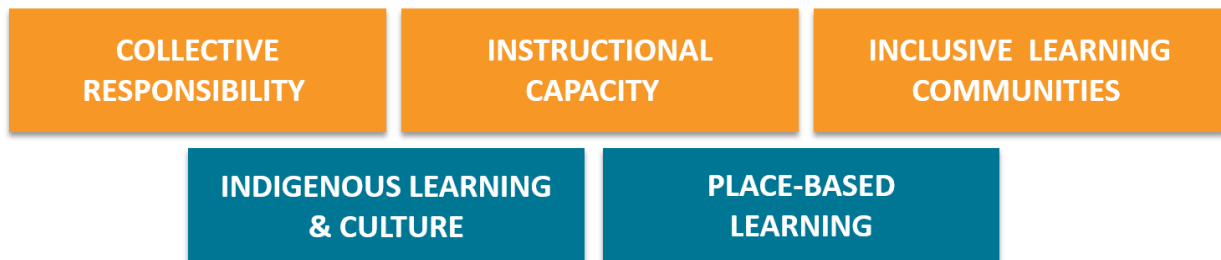 COLLECTIVE
RESPONSIBILITY
INSTRUCTIONAL
CAPACITY
INCLUSIVE LEARNING
COMMUNITIES
INDIGENOUS LEARNING
& CULTURE
PLACE-BASED
LEARNING